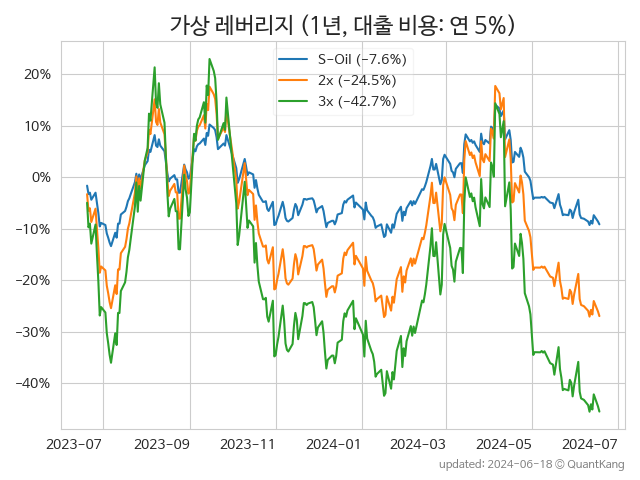 가상 레버리지 (1년, 대출 비용: 연 5%)
S-Oil (-7.6%)
2x (-24.5%)
3x (-42.7%)
20%
10%
0%
-10%
-20%
-30%
-40%
2023-07 2023-09 2023-11 2024-01 2024-03 2024-05 2024-07
updated: 2024-06-18 © QuantKang